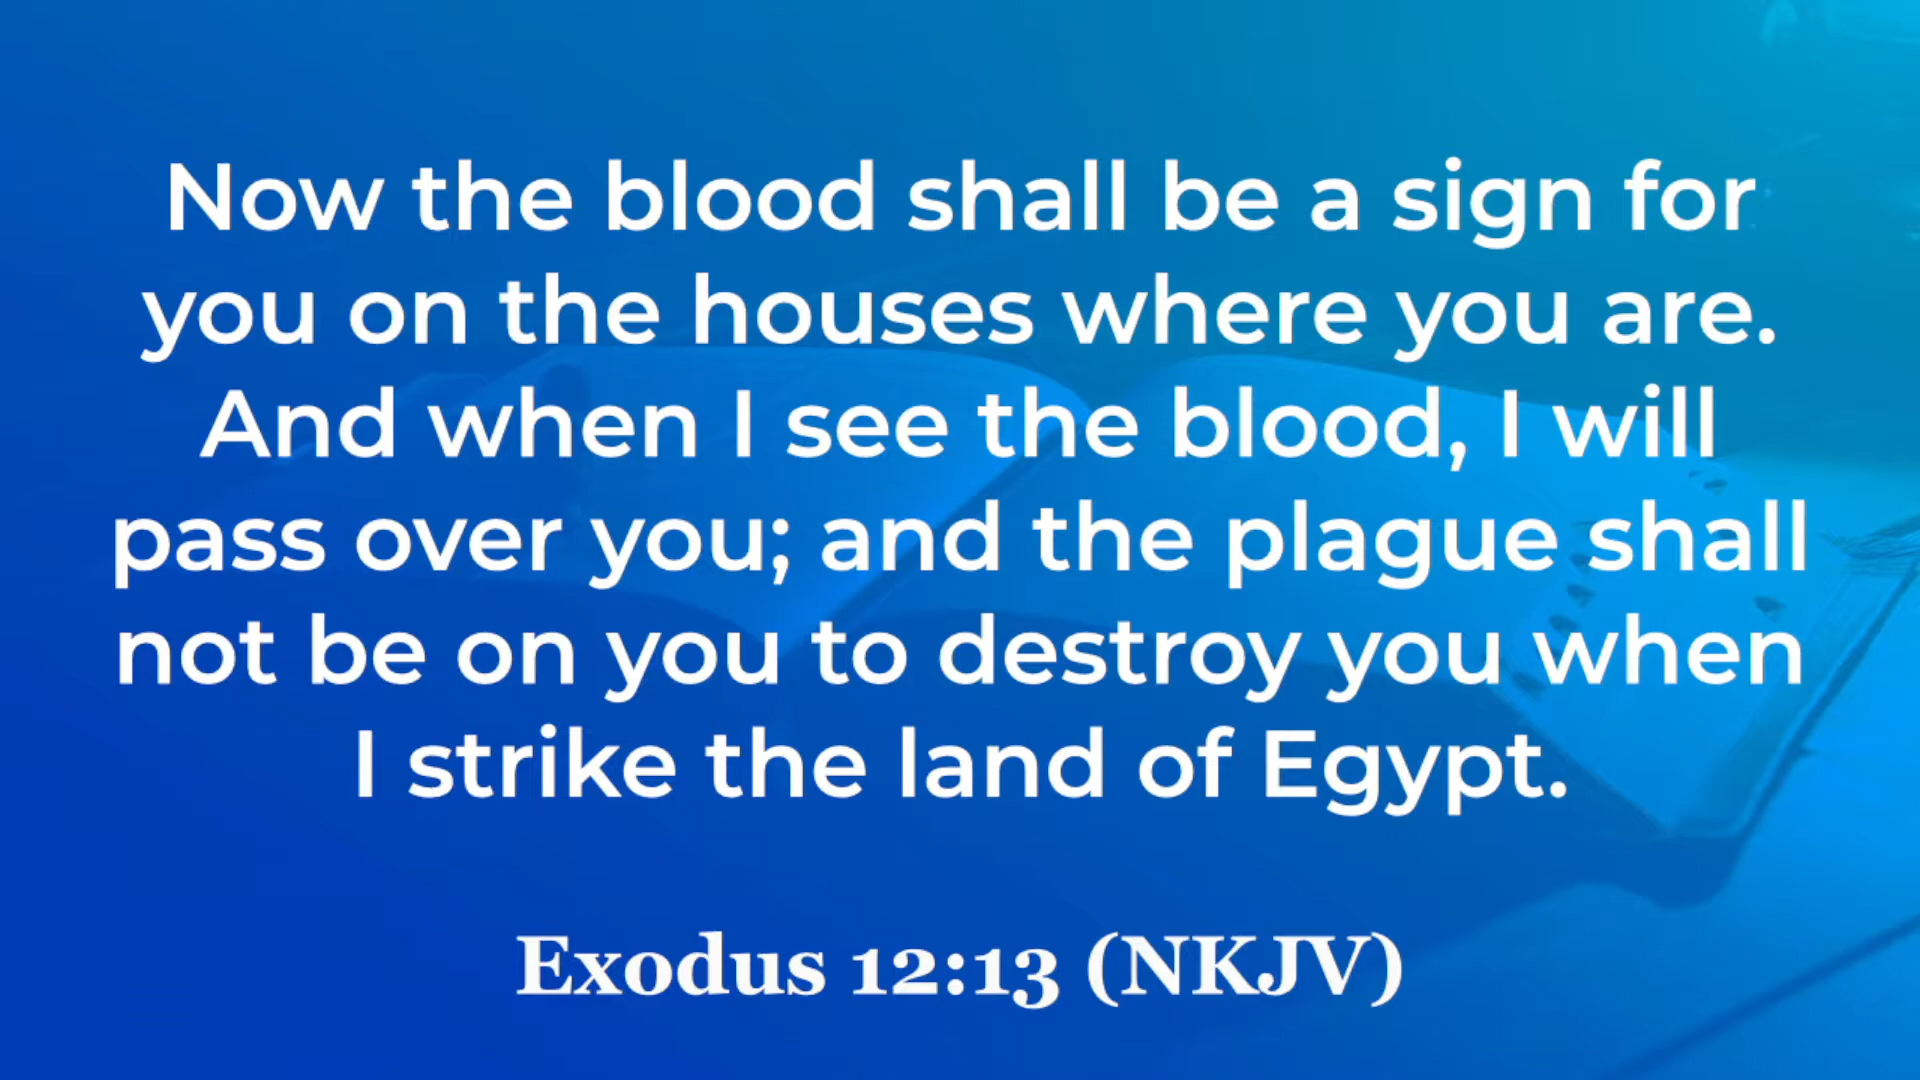 Now the blood shall be a sign for
you on the houses where you are.
And when I see the blood, I will
pass over you; and the plague shall
not be on you to destroy you when
I strike the land of Egypt.
Exodus 12:13 (NKJV)